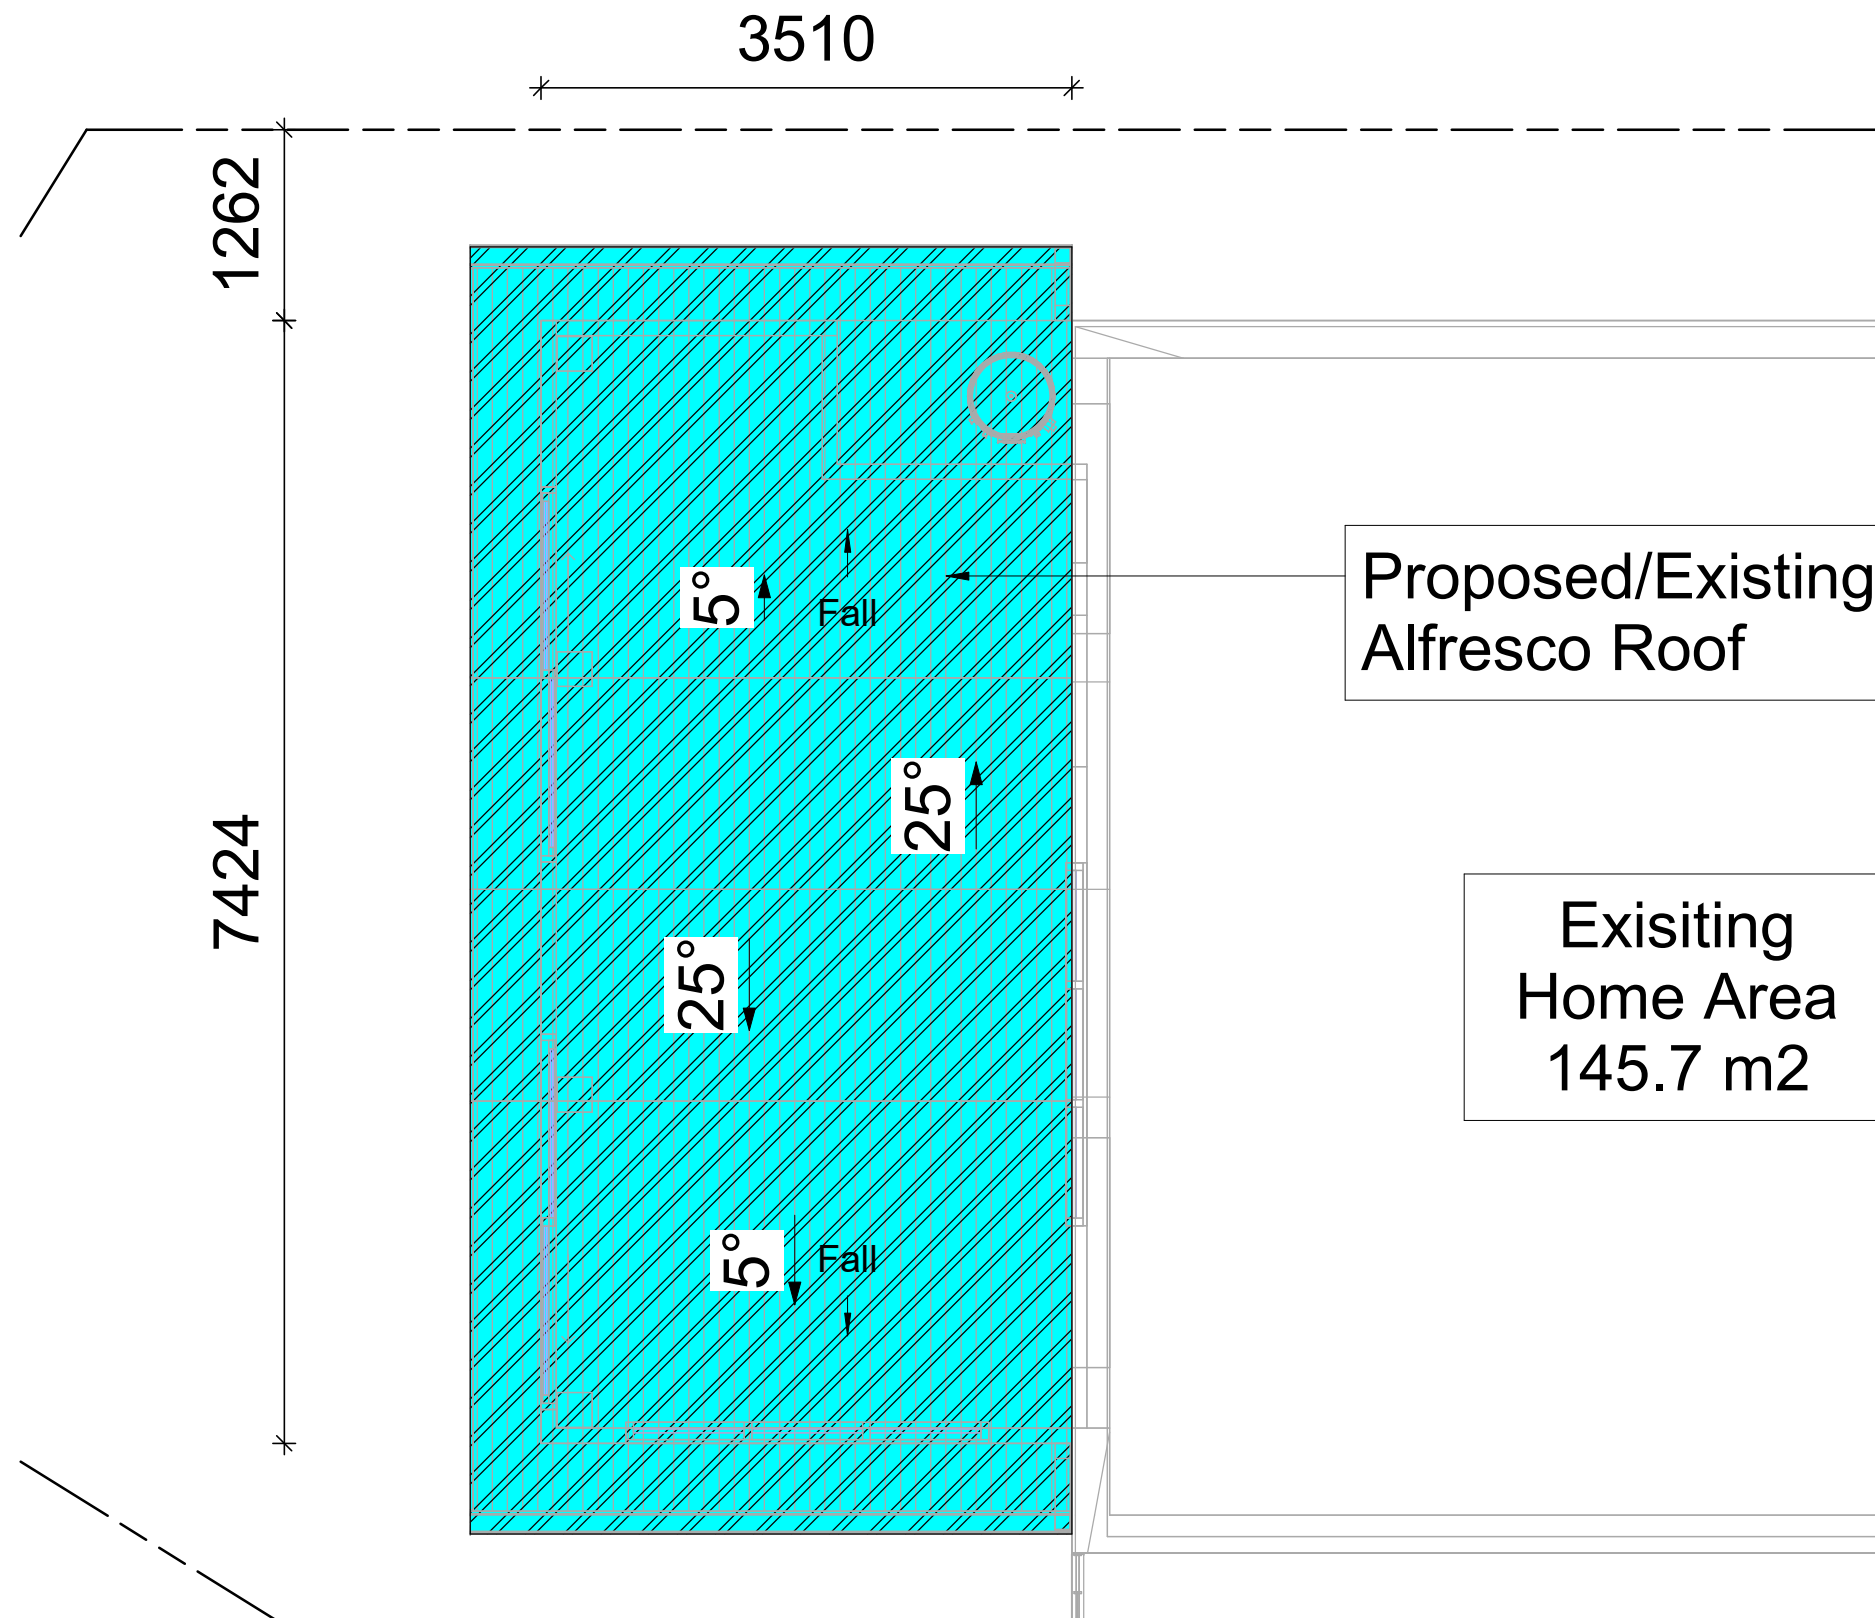 3510
1262
Proposed/Existing
Alfresco Roof
5°
Fall
25°
7424
Exisiting
Home Area
145.7 m2
25°
5°
Fall